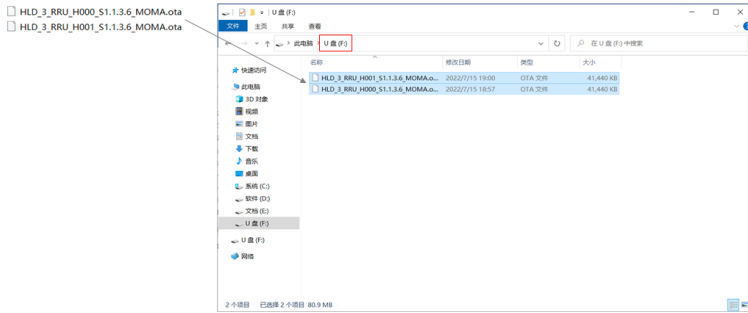 HLD_3_RRU_H000_S1.1.3.6_MOMA.ota
HLD_3_RRU_H001_S1.1.3.6_MOMA.ota
U 盘 (F:)
文件 主页 共享 查看
此电脑 › U 盘 (F:)
在 U 盘 (F:) 中搜索
名称 修改日期 类型 大小
HLD_3_RRU_H001_S1.1.3.6_MOMA.o... 2022/7/15 19:00 OTA 文件 41,440 KB
HLD_3_RRU_H000_S1.1.3.6_MOMA.o... 2022/7/15 18:57 OTA 文件 41,440 KB
快速访问
此电脑
3D 对象
视频
图片
文档
下载
音乐
桌面
系统 (C:)
软件 (D:)
文档 (E:)
U 盘 (F:)
U 盘 (F:)
网络
2 个项目 已选择 2 个项目 80.9 MB